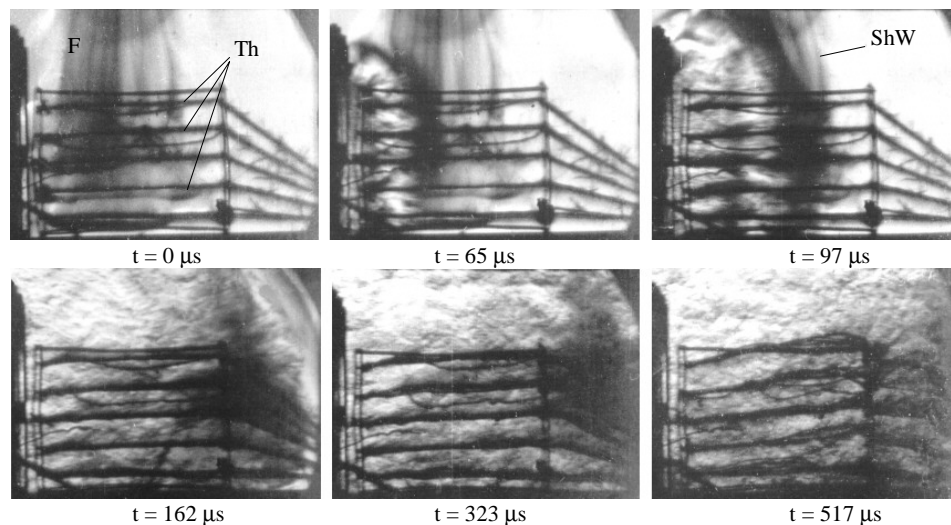 F
Th
ShW
t = 0 μs
t = 65 μs
t = 97 μs
t = 162 μs
t = 323 μs
t = 517 μs